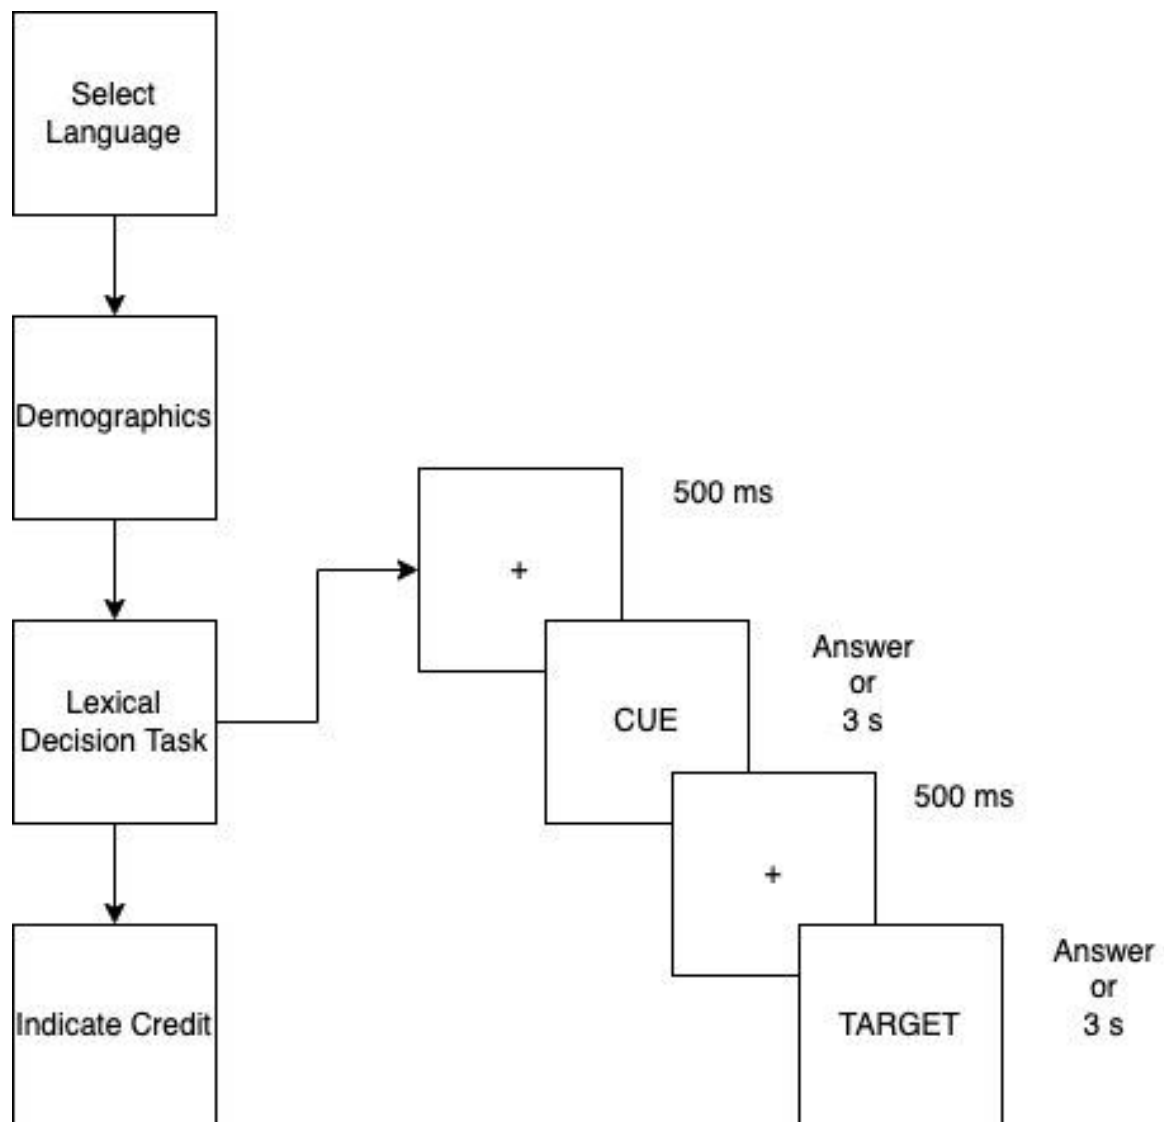 Select
Language
Demographics
Lexical
Decision Task
Indicate Credit
+
500 ms
CUE
Answer
or
3 s
+
500 ms
TARGET
Answer
or
3 s